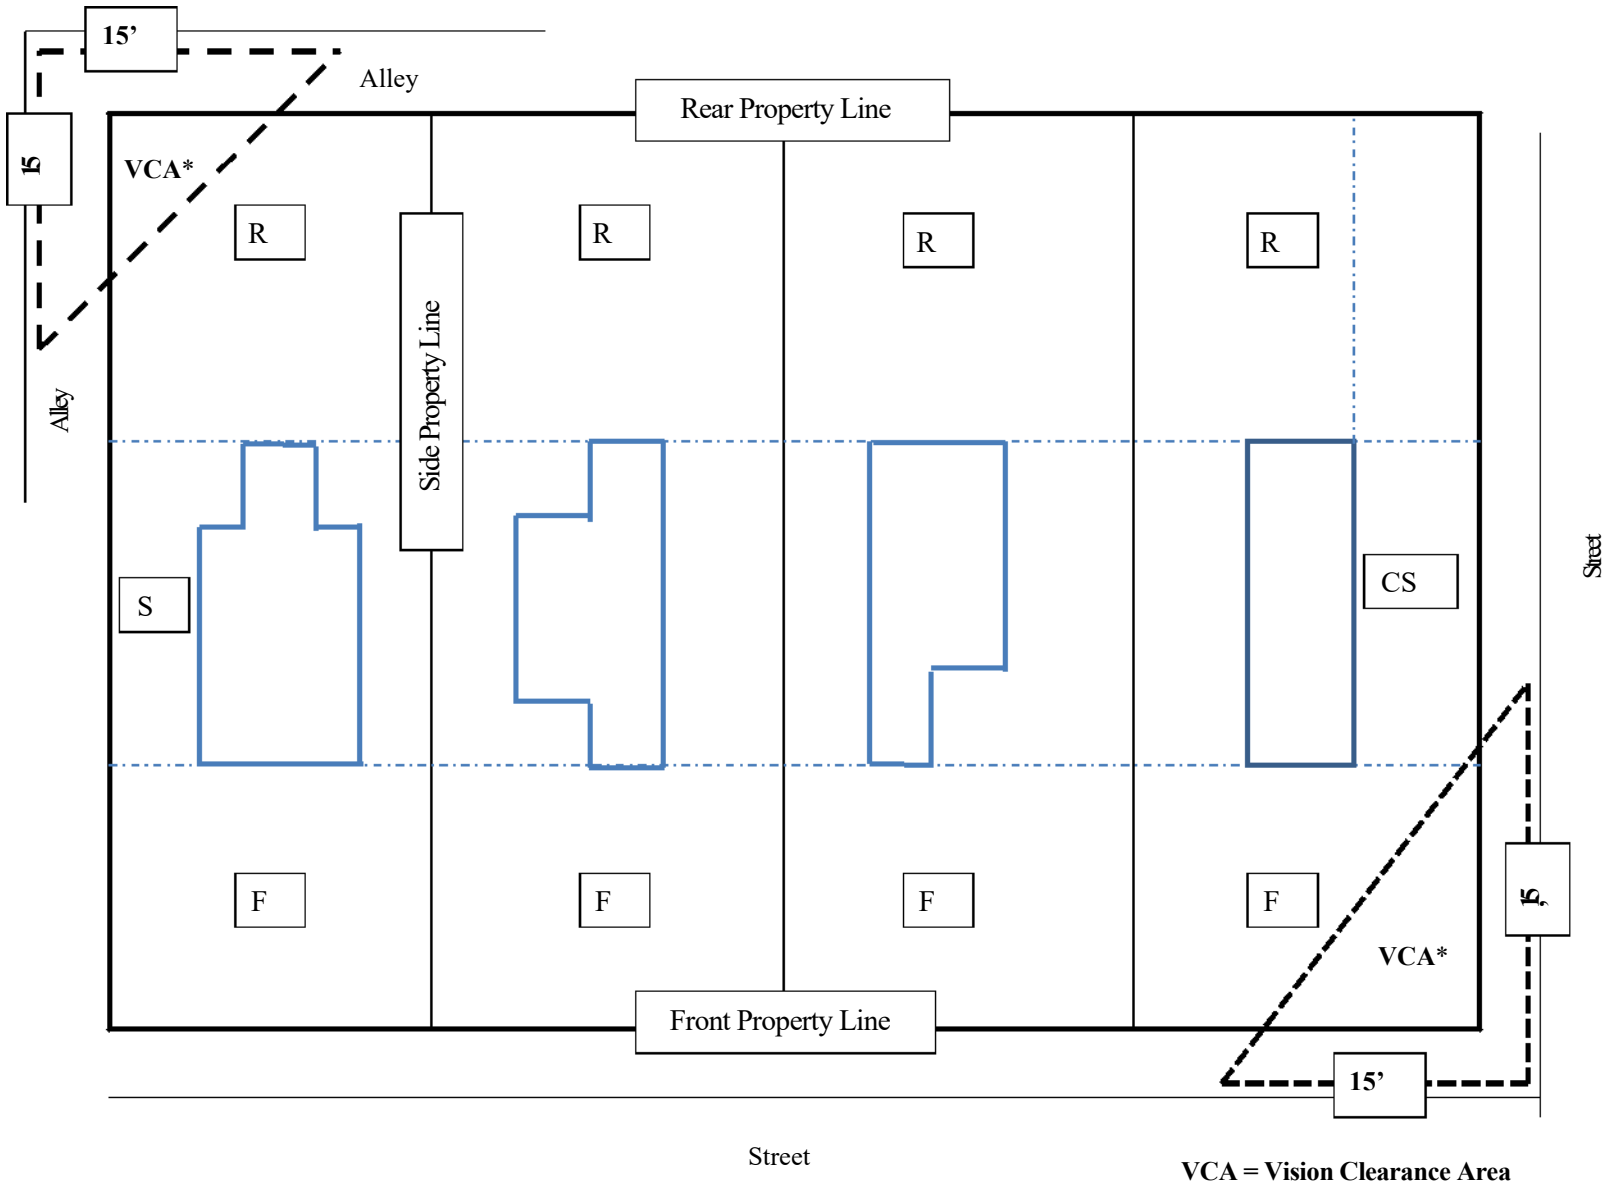 15’
Alley
Rear Property Line
15
VCA*
R
R
R
R
Side Property Line
Alley
S
CS
Street
F
F
F
F
15’
VCA*
Front Property Line
15’
Street
VCA = Vision Clearance Area